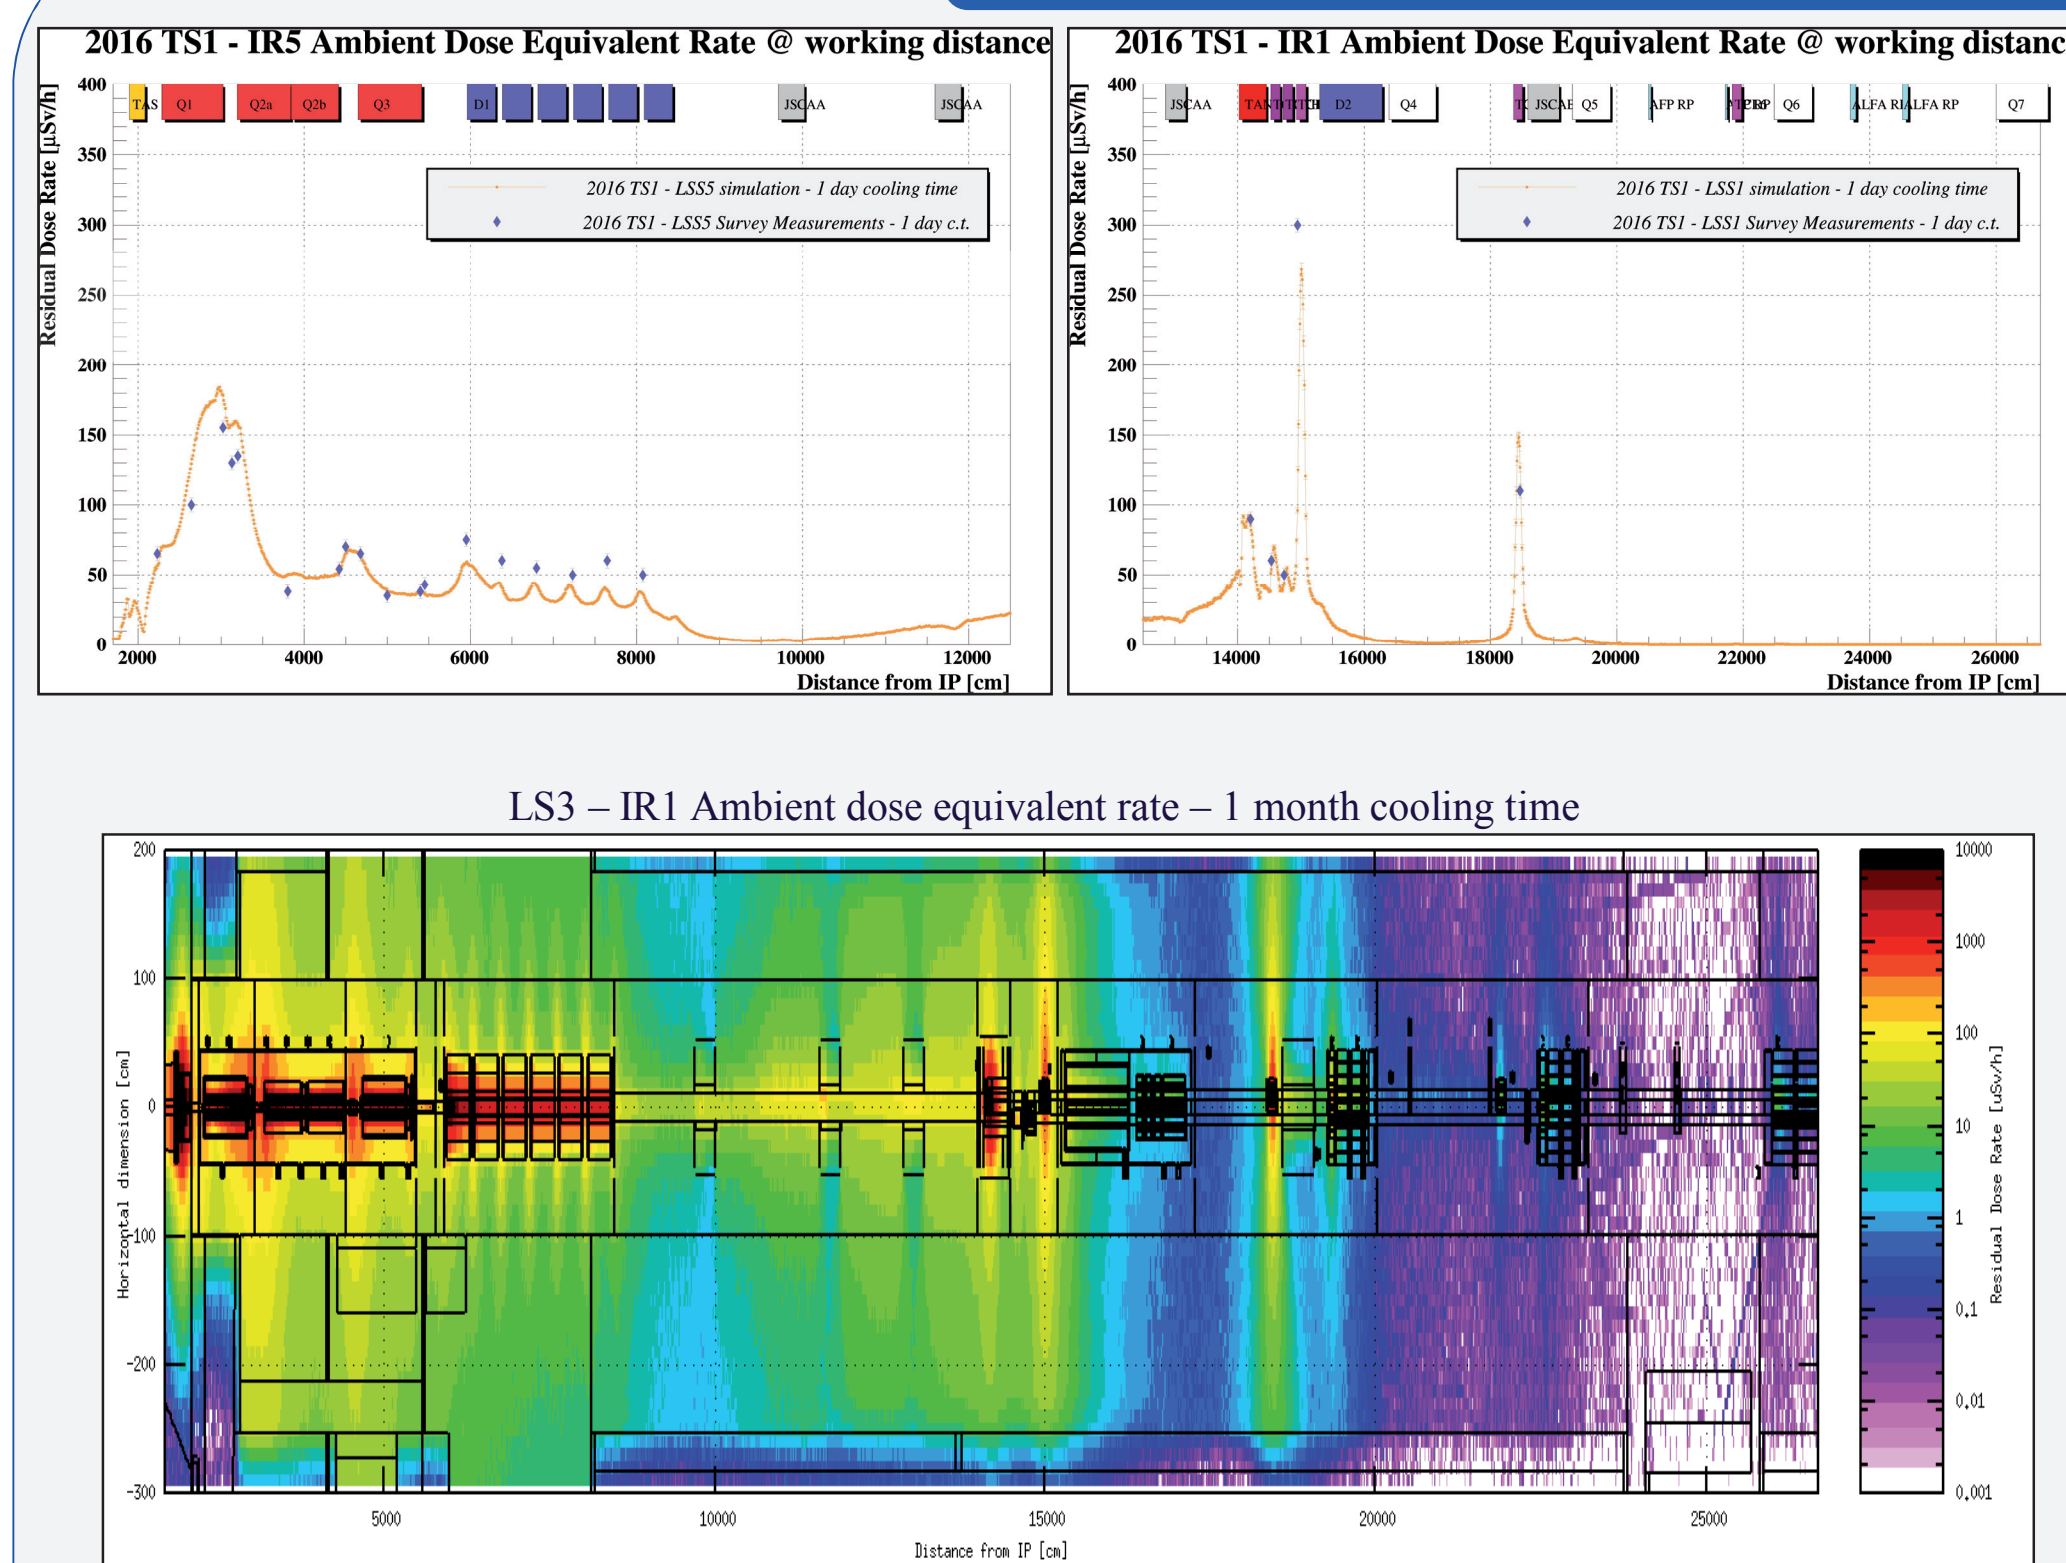 2016 TS1 - IR5 Ambient Dose Equivalent Rate @ working distance
Residual Dose Rate [μSv/h]
400
350
300
250
200
150
100
50
0
TAS Q1 Q2a Q2b Q3 D1 JSCAA JSCAA
2016 TS1 - LSS5 simulation - 1 day cooling time
2016 TS1 - LSS5 Survey Measurements - 1 day c.t.
2000 4000 6000 8000 10000 12000
Distance from IP [cm]
2016 TS1 - IR1 Ambient Dose Equivalent Rate @ working distanc
Residual Dose Rate [μSv/h]
400
350
300
250
200
150
100
50
0
JSCAA D2 Q4 Q5 AFP RP Q6 ALFA RP Q7
2016 TS1 - LSS1 simulation - 1 day cooling time
2016 TS1 - LSS1 Survey Measurements - 1 day c.t.
14000 16000 18000 20000 22000 24000 26000
Distance from IP [cm]
LS3 – IR1 Ambient dose equivalent rate – 1 month cooling time
Horizontal dimension [cm]
200
100
0
-100
-200
-300
5000 10000 15000 20000 25000
Distance from IP [cm]
10000
1000
100
10
1
0.1
0.01
0.001
Residual Dose Rate [uSv/h]